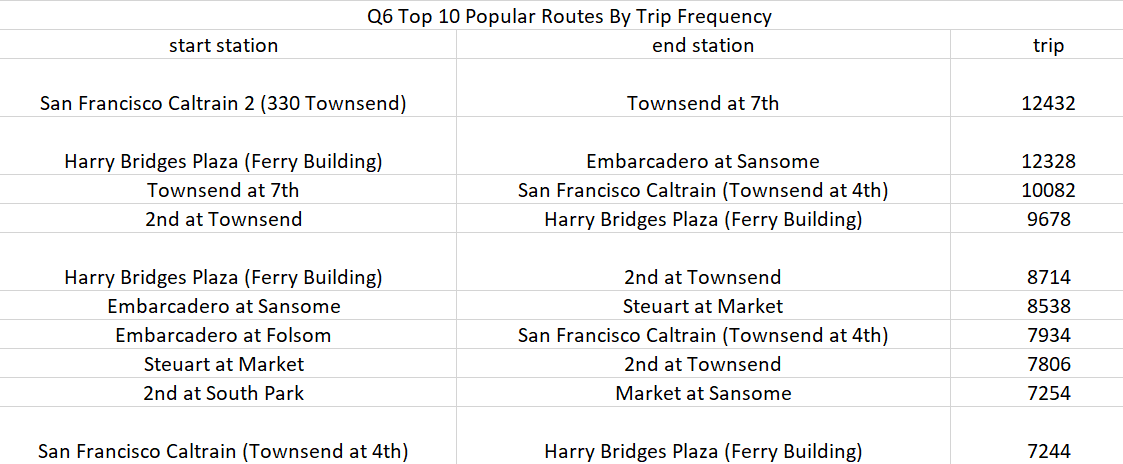 Q6 Top 10 Popular Routes By Trip Frequency
start station end station trip
San Francisco Caltrain 2 (330 Townsend) Townsend at 7th 12432
Harry Bridges Plaza (Ferry Building) Embarcadero at Sansome 12328
Townsend at 7th San Francisco Caltrain (Townsend at 4th) 10082
2nd at Townsend Harry Bridges Plaza (Ferry Building) 9678
Harry Bridges Plaza (Ferry Building) 2nd at Townsend 8714
Embarcadero at Sansome Steuart at Market 8538
Embarcadero at Folsom San Francisco Caltrain (Townsend at 4th) 7934
Steuart at Market 2nd at Townsend 7806
2nd at South Park Market at Sansome 7254
San Francisco Caltrain (Townsend at 4th) Harry Bridges Plaza (Ferry Building) 7244